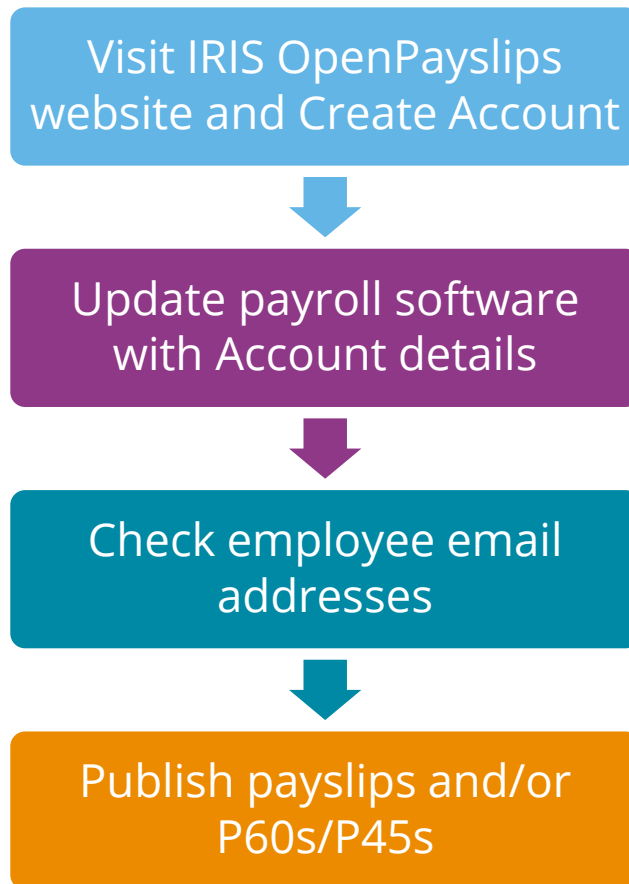 Visit IRIS OpenPayslips
website and Create Account
Update payroll software
with Account details
Check employee email
addresses
Publish payslips and/or
P60s/P45s